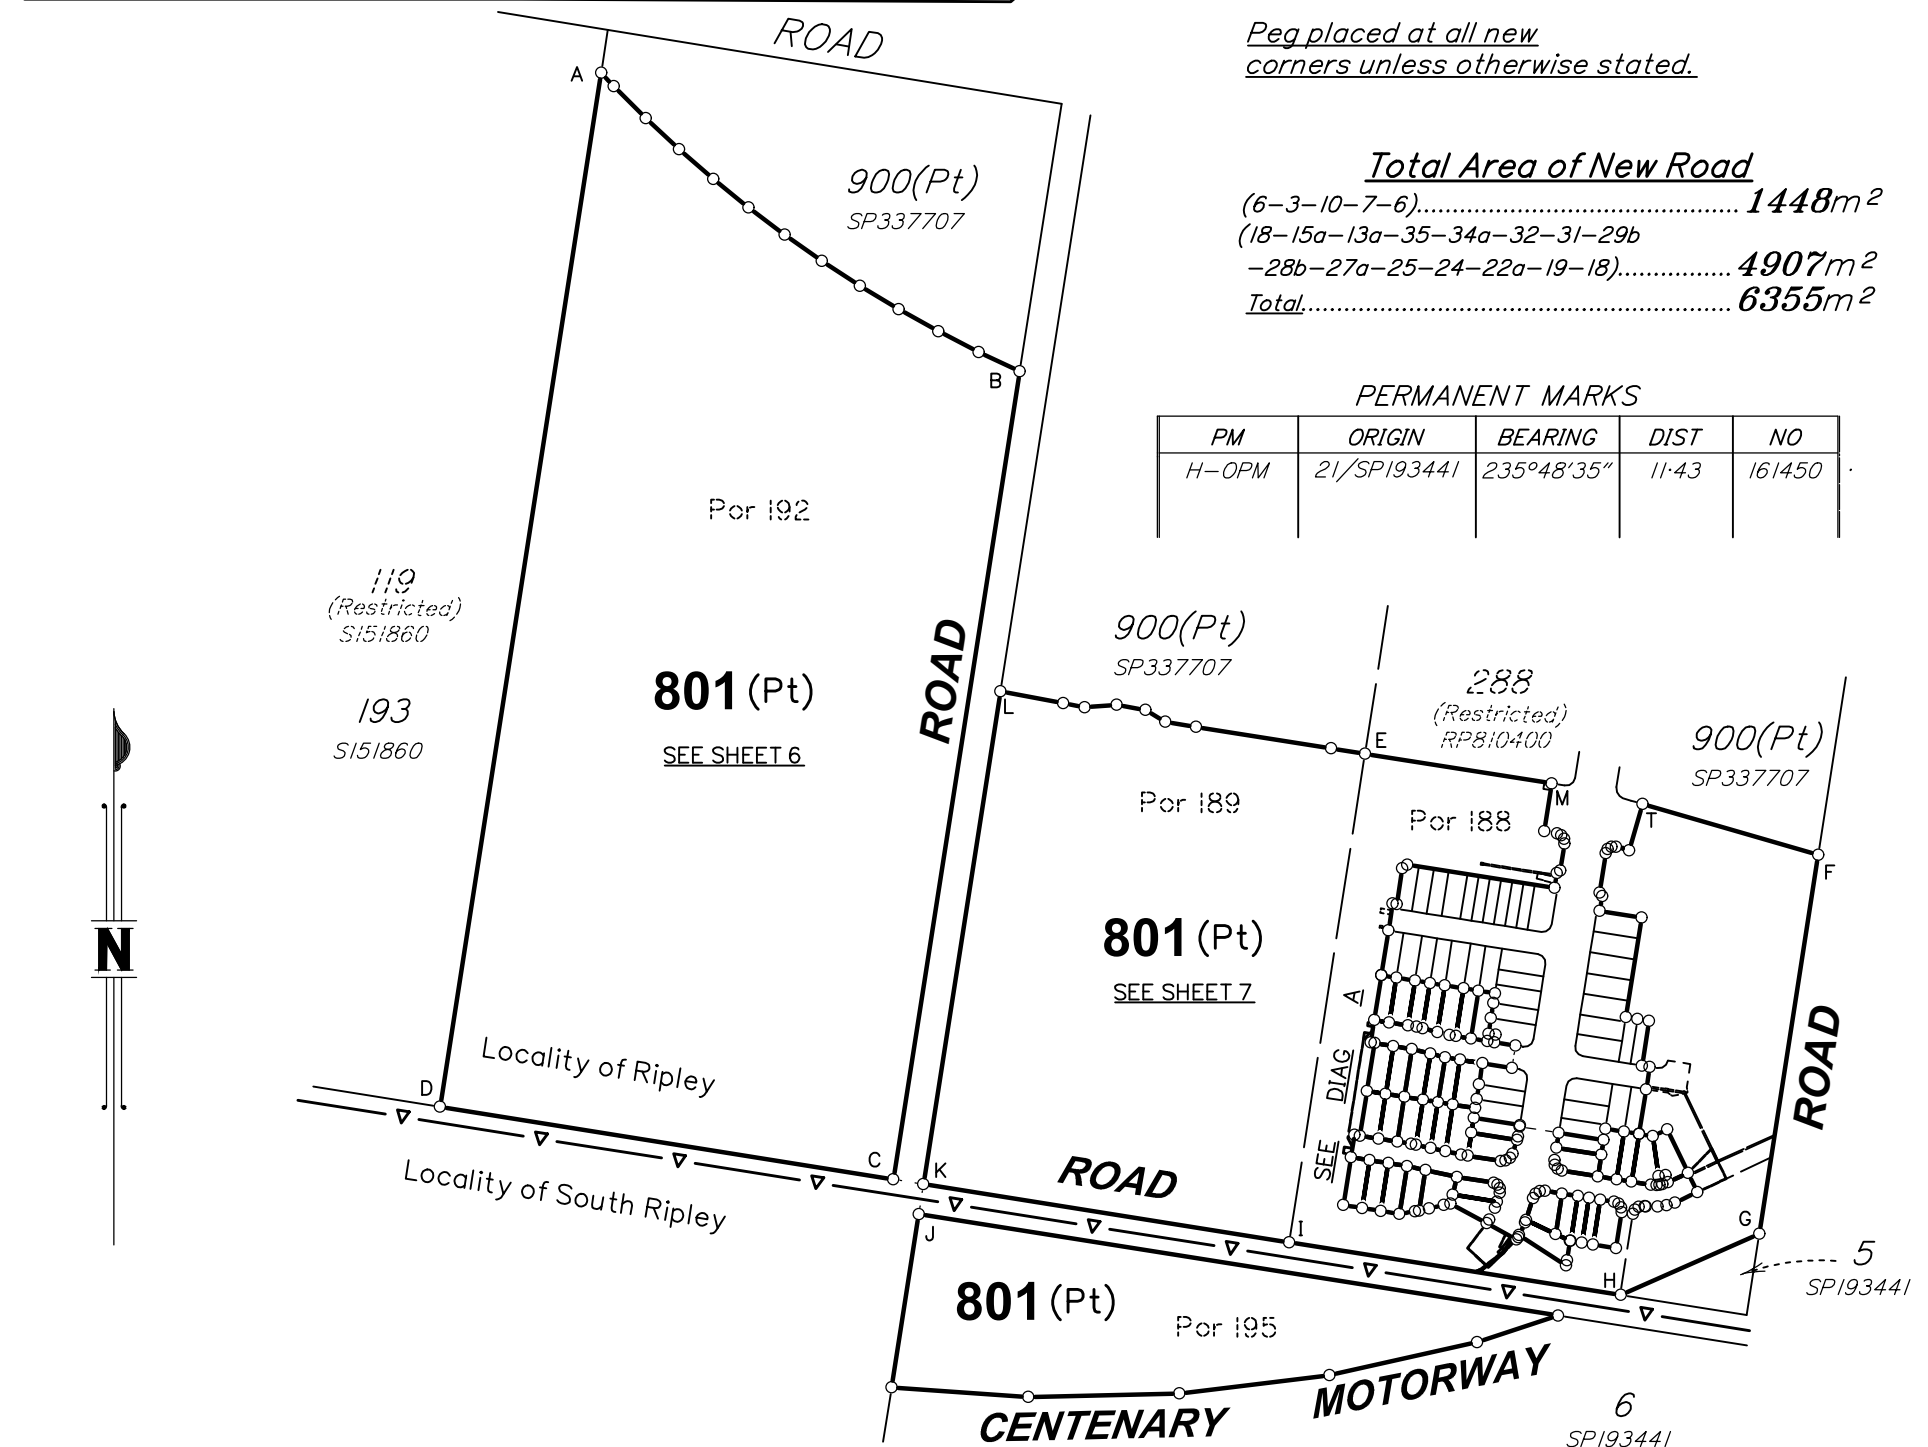 ROAD
A
Peg placed at all new
corners unless otherwise stated.
900(Pt)
SP337707
Total Area of New Road
(6-3-10-7-6)........................................................ 1448m²
(18-15a-13a-35-34a-32-31-29b
-28b-27a-25-24-22a-19-18)................... 4907m²
Total........................................................................ 6355m²
B
PERMANENT MARKS
PM ORIGIN BEARING DIST NO
H-OPM 21/SP193441 235°48'35" 11·43 161450
Por 192
119
(Restricted)
S151860
193
S151860
801 (Pt)
SEE SHEET 6
ROAD
900(Pt)
SP337707
L
E
288
(Restricted)
RP810400
900(Pt)
SP337707
M
T
F
Por 189
Por 188
801 (Pt)
SEE SHEET 7
SEE DIAG A
ROAD
N
Locality of Ripley
D
C
K
ROAD
Locality of South Ripley
J
I
H
G
5
SP193441
801 (Pt)
Por 195
CENTENARY MOTORWAY
6
SP193441